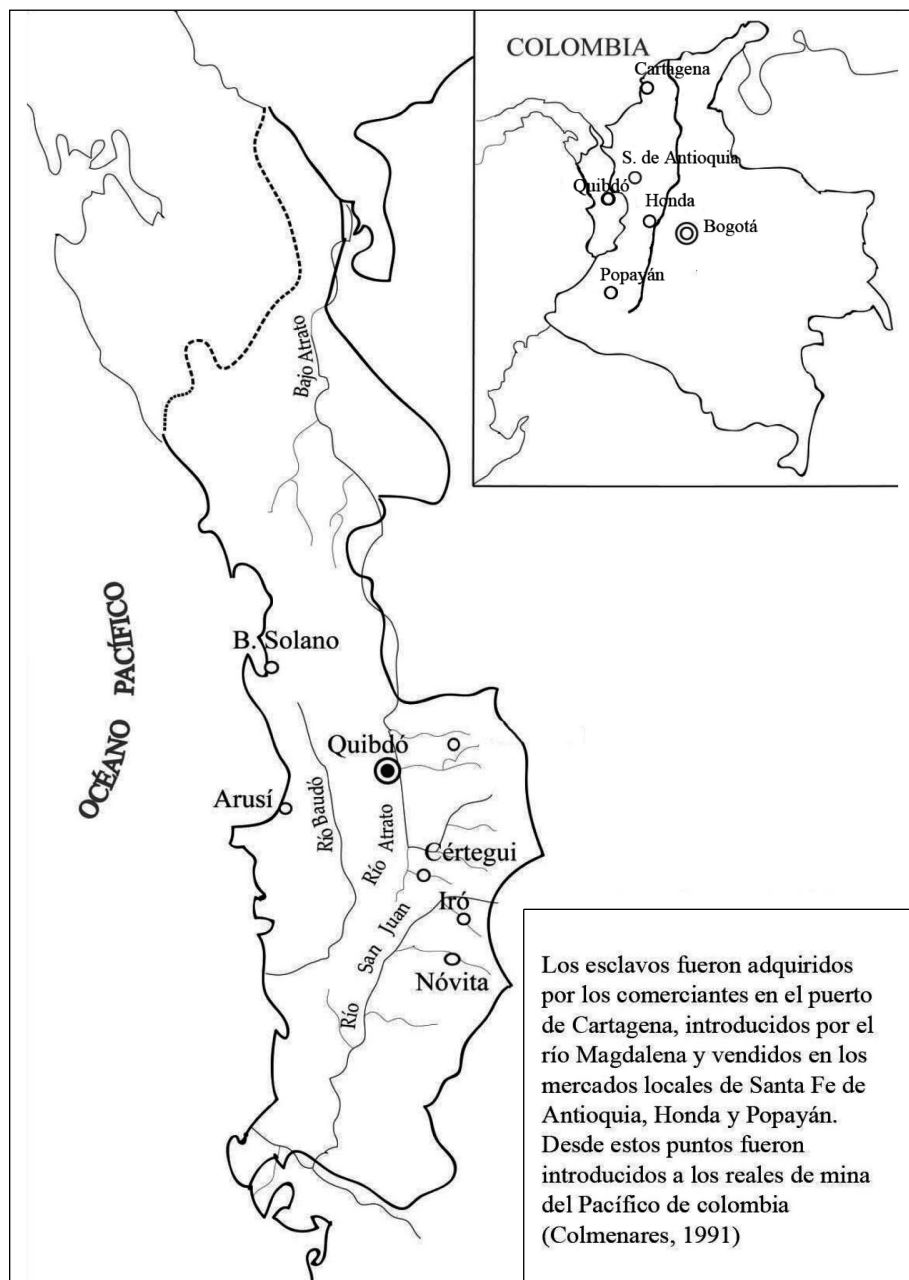 COLOMBIA
Cartagena
S. de Antioquia
Quibdó
Honda
Bogotá
Popayán
Bajo Atrato
OCÉANO PACÍFICO
B. Solano
Quibdó
Arusí
Río Baudó
Río Atrato
Cértegui
Iró
Río San Juan
Nóvita
Los esclavos fueron adquiridos
por los comerciantes en el puerto
de Cartagena, introducidos por el
río Magdalena y vendidos en los
mercados locales de Santa Fe de
Antioquia, Honda y Popayán.
Desde estos puntos fueron
introducidos a los reales de mina
del Pacífico de colombia
(Colmenares, 1991)